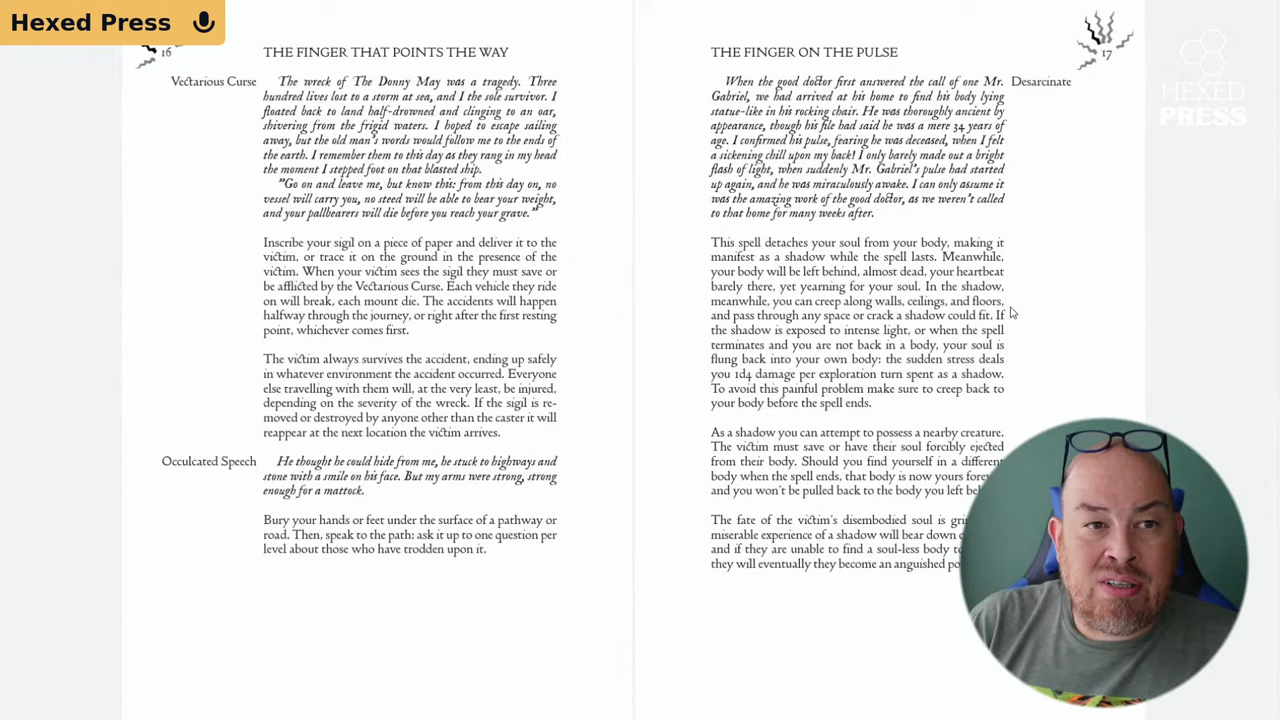 Hexed Press
16
THE FINGER THAT POINTS THE WAY
Vectarious Curse
The wreck of The Donny May was a tragedy. Three
hundred lives lost to a storm at sea, and I the sole survivor. I
floated back to land half-drowned and clinging to an oar,
shivering from the frigid waters. I hoped to escape sailing
away, but the old man's words would follow me to the ends of
the earth. I remember them to this day as they rang in my head
the moment I stepped foot on that blasted ship.
"Go on and leave me, but know this: from this day on, no
vessel will carry you, no steed will be able to bear your weight,
and your pallbearers will die before you reach your grave."
Inscribe your sigil on a piece of paper and deliver it to the
victim, or trace it on the ground in the presence of the
victim. When your victim sees the sigil they must save or
be afflicted by the Vectarious Curse. Each vehicle they ride
on will break, each mount die. The accidents will happen
halfway through the journey, or right after the first resting
point, whichever comes first.
The victim always survives the accident, ending up safely
in whatever environment the accident occurred. Everyone
else travelling with them will, at the very least, be injured,
depending on the severity of the wreck. If the sigil is re-
moved or destroyed by anyone other than the caster it will
reappear at the next location the victim arrives.
Occulcated Speech
He thought he could hide from me, he stuck to highways and
stone with a smile on his face. But my arms were strong, strong
enough for a mattock.
Bury your hands or feet under the surface of a pathway or
road. Then, speak to the path: ask it up to one question per
level about those who have trodden upon it.
THE FINGER ON THE PULSE
17
Desarcinate
When the good doctor first answered the call of one Mr.
Gabriel, we had arrived at his home to find his body lying
statue-like in his rocking chair. He was thoroughly ancient by
appearance, though his file had said he was a mere 34 years of
age. I confirmed his pulse, fearing he was deceased, when I felt
a sickening chill upon my back! I only barely made out a bright
flash of light, when suddenly Mr. Gabriel's pulse had started
up again, and he was miraculously awake. I can only assume it
was the amazing work of the good doctor, as we weren't called
to that home for many weeks after.
This spell detaches your soul from your body, making it
manifest as a shadow while the spell lasts. Meanwhile,
your body will be left behind, almost dead, your heartbeat
barely there, yet yearning for your soul. In the shadow,
meanwhile, you can creep along walls, ceilings, and floors,
and pass through any space or crack a shadow could fit. If
the shadow is exposed to intense light, or when the spell
terminates and you are not back in a body, your soul is
flung back into your own body: the sudden stress deals
you 1d4 damage per exploration turn spent as a shadow.
To avoid this painful problem make sure to creep back to
your body before the spell ends.
As a shadow you can attempt to possess a nearby creature.
The victim must save or have their soul forcibly ejected
from their body. Should you find yourself in a different
body when the spell ends, that body is now yours
and you won't be pulled back to the body you left
The fate of the victim's disembodied soul is
miserable experience of a shadow will bear down
and if they are unable to find a soul-less body
they will eventually they become an anguished
HEXED
PRESS